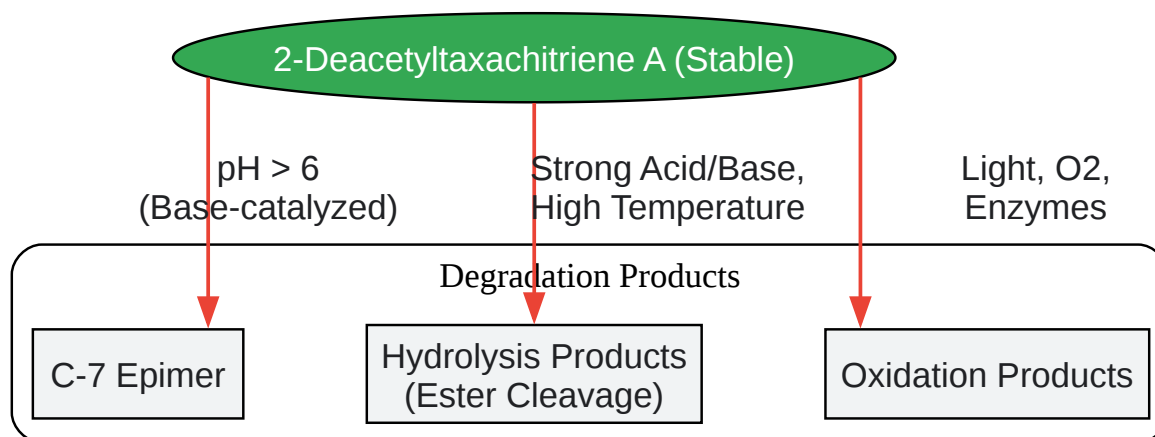 2-Deacetyltaxachitriene A (Stable)
pH > 6
(Base-catalyzed)
Strong Acid/Base,
High Temperature
Light, O2,
Enzymes
Degradation Products
C-7 Epimer
Hydrolysis Products
(Ester Cleavage)
Oxidation Products